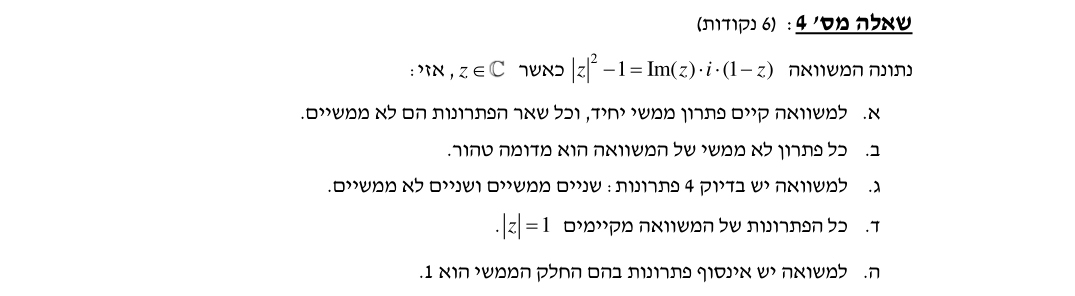 שאלה מס' 4 : (6 נקודות)
נתונה המשוואה |z|² − 1 = Im(z)·i·(1−z) כאשר z ∈ ℂ , אזי :
א. למשוואה קיים פתרון ממשי יחיד, וכל שאר הפתרונות הם לא ממשיים.
ב. כל פתרון לא ממשי של המשוואה הוא מדומה טהור.
ג. למשוואה יש בדיוק 4 פתרונות : שניים ממשיים ושניים לא ממשיים.
ד. כל הפתרונות של המשוואה מקיימים |z| = 1 .
ה. למשואה יש אינסוף פתרונות בהם החלק הממשי הוא 1.